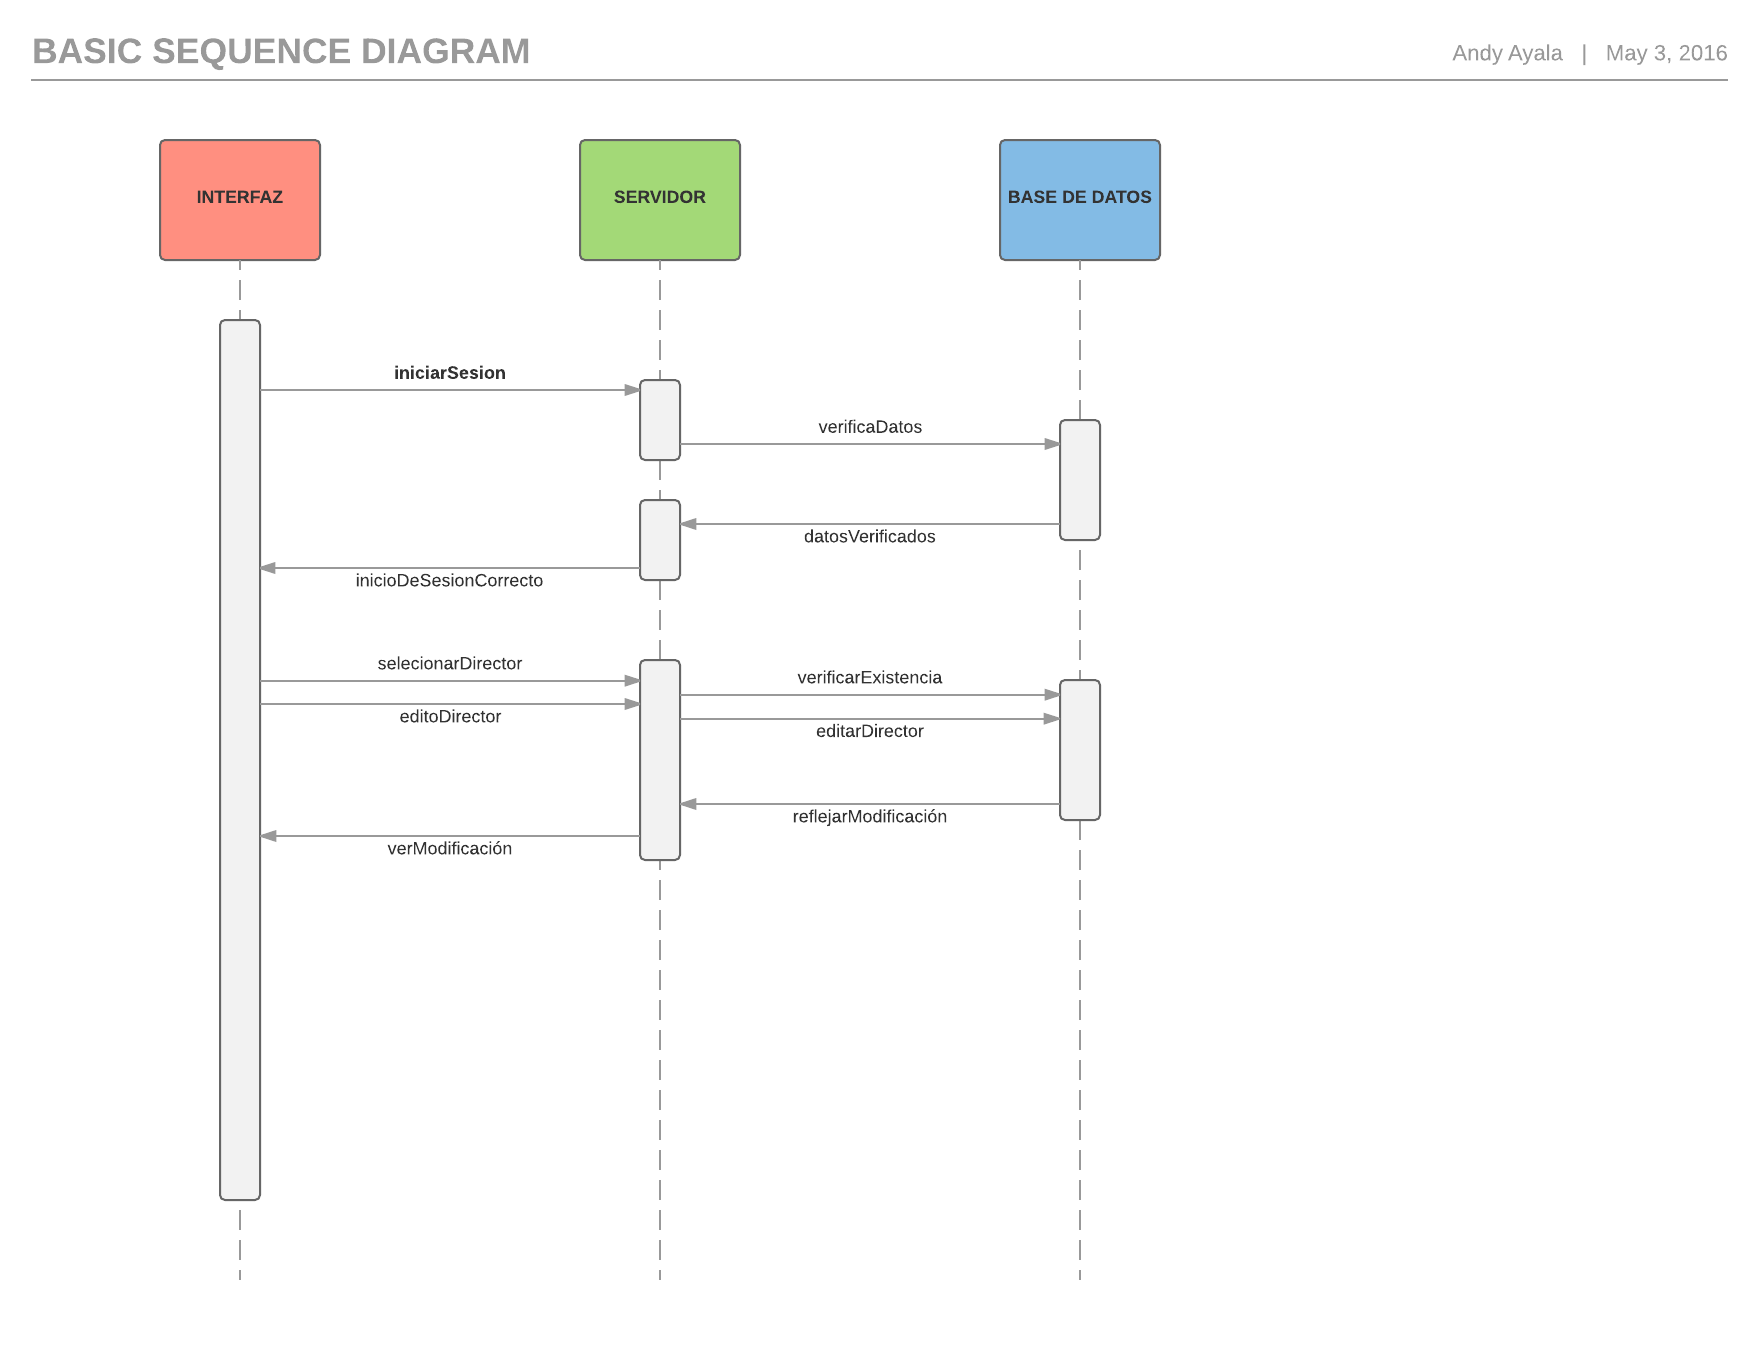 BASIC SEQUENCE DIAGRAM
Andy Ayala | May 3, 2016
INTERFAZ
SERVIDOR
BASE DE DATOS
iniciarSesion
verificaDatos
datosVerificados
inicioDeSesionCorrecto
selecionarDirector
verificarExistencia
editoDirector
editarDirector
reflejarModificación
verModificación